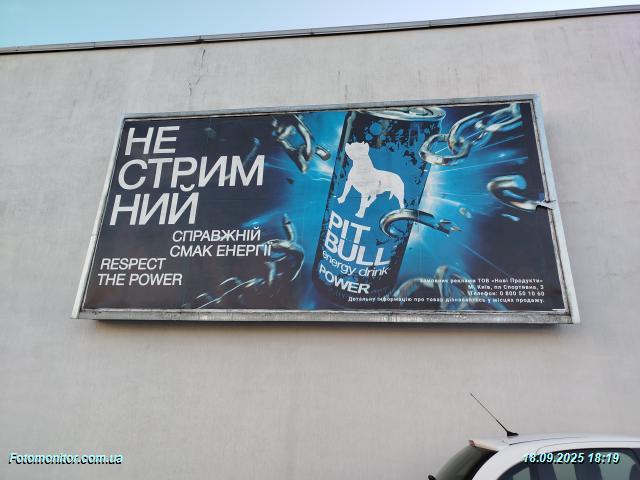 НЕ
СТРИМ
НИЙ
СПРАВЖНІЙ
СМАК ЕНЕРГІЇ
RESPECT
THE POWER
PIT
BULL
energy drink
POWER
Замовник реклами ТОВ «Нові Продукти»
М. Київ, пл Спортивна, 3
Телефон: 0 800 50 10 60
Детальну інформацію про товар дізнавайтесь у місцях продажу.
Fotomonitor.com.ua
18.09.2025 18:19